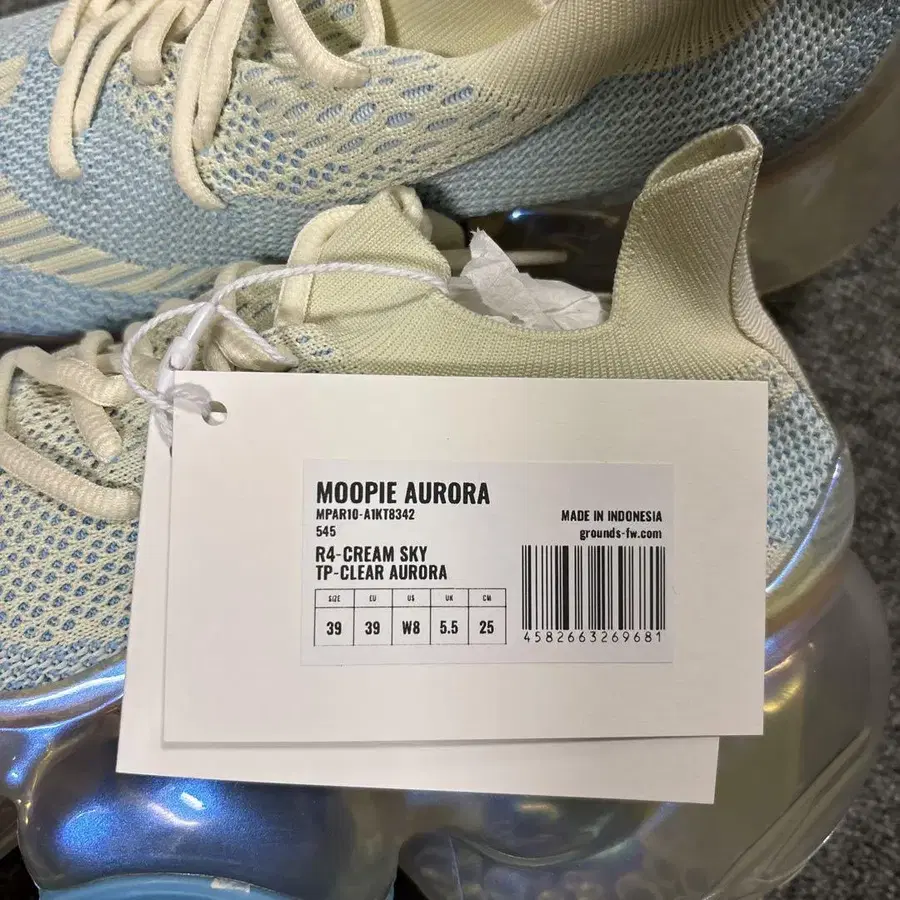 MOOPIE AURORA
MPAR10-A1KT8342
545
MADE IN INDONESIA
grounds-fw.com
R4-CREAM SKY
TP-CLEAR AURORA
SIZE EU US UK CM
39 39 W8 5.5 25
4582663269681